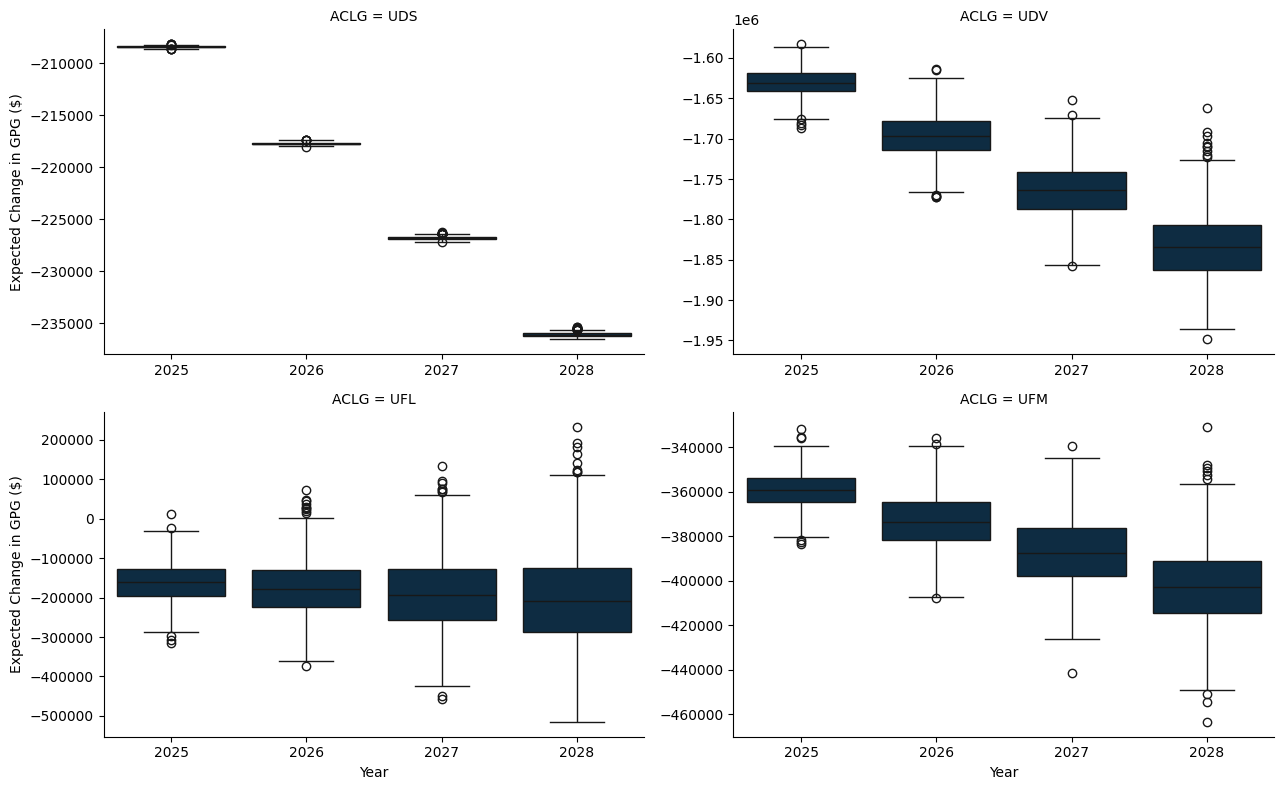 ACLG = UDS
Expected Change in GPG ($)
−210000
−215000
−220000
−225000
−230000
−235000
2025 2026 2027 2028
ACLG = UDV
1e6
−1.60
−1.65
−1.70
−1.75
−1.80
−1.85
−1.90
−1.95
2025 2026 2027 2028
ACLG = UFL
Expected Change in GPG ($)
200000
100000
0
−100000
−200000
−300000
−400000
−500000
2025 2026 2027 2028
Year
ACLG = UFM
−340000
−360000
−380000
−400000
−420000
−440000
−460000
2025 2026 2027 2028
Year